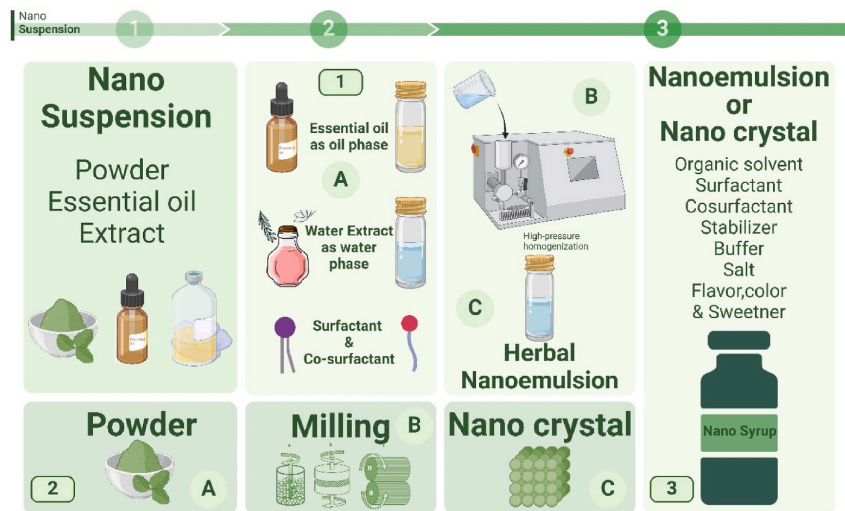 Nano
Suspension
1
2
3
Nano
Suspension
Powder
Essential oil
Extract
1
Essential oil
as oil phase
A
Water Extract
as water
phase
Surfactant
&
Co-surfactant
B
High-pressure
homogenization
C
Herbal
Nanoemulsion
Nanoemulsion
or
Nano crystal
Organic solvent
Surfactant
Cosurfactant
Stabilizer
Buffer
Salt
Flavor,color
& Sweetner
Nano Syrup
3
Powder
2
A
Milling
B
Nano crystal
C